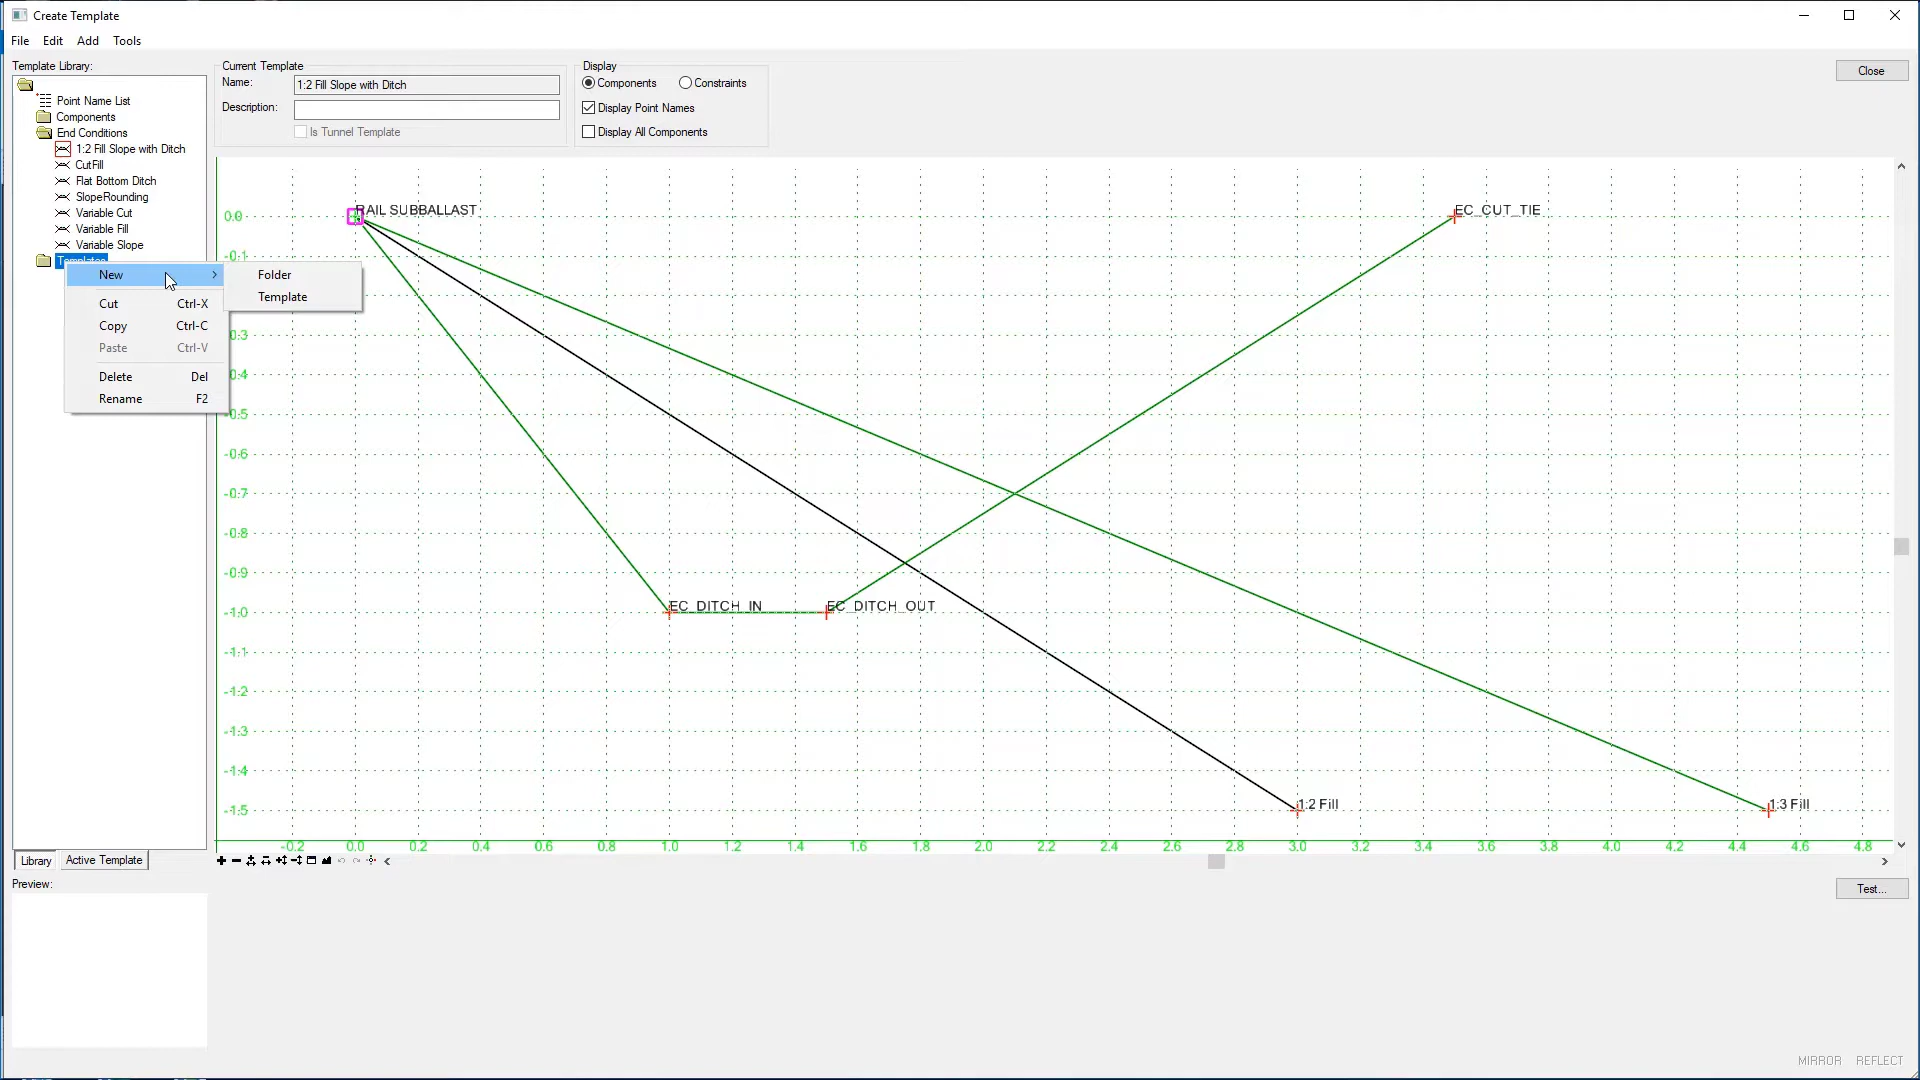 Create Template
File Edit Add Tools
Template Library:
Point Name List
Components
End Conditions
1:2 Fill Slope with Ditch
CutFill
Flat Bottom Ditch
SlopeRounding
Variable Cut
Variable Fill
Variable Slope
Templates
New
Cut Ctrl-X
Copy Ctrl-C
Paste Ctrl-V
Delete Del
Rename F2
Folder
Template
Current Template
Name: 1:2 Fill Slope with Ditch
Description:
Is Tunnel Template
Display
Components Constraints
Display Point Names
Display All Components
Close
RAIL SUBBALLAST
EC_CUT_TIE
EC_DITCH_IN
EC_DITCH_OUT
1:2 Fill
1:3 Fill
0.0
-0.1
-0.3
-0.4
-0.5
-0.6
-0.7
-0.8
-0.9
-1.0
-1.1
-1.2
-1.3
-1.4
-1.5
-0.2 0.0 0.2 0.4 0.6 0.8 1.0 1.2 1.4 1.6 1.8 2.0 2.2 2.4 2.6 2.8 3.0 3.2 3.4 3.6 3.8 4.0 4.2 4.4 4.6 4.8
Library Active Template
Preview:
Test...
MIRROR REFLECT